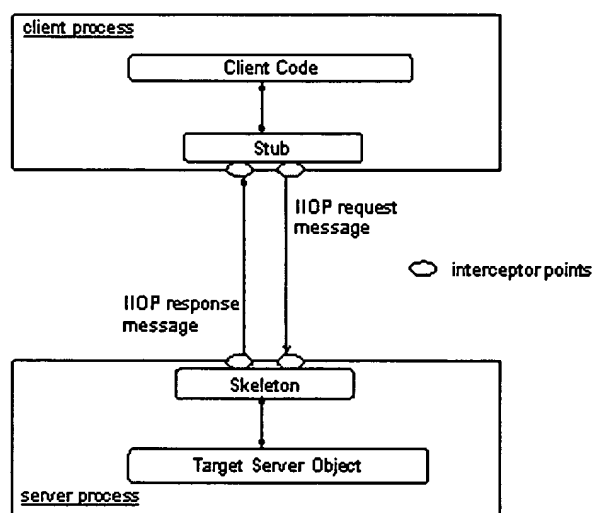 client process
Client Code
Stub
IIOP request
message
interceptor points
IIOP response
message
Skeleton
Target Server Object
server process